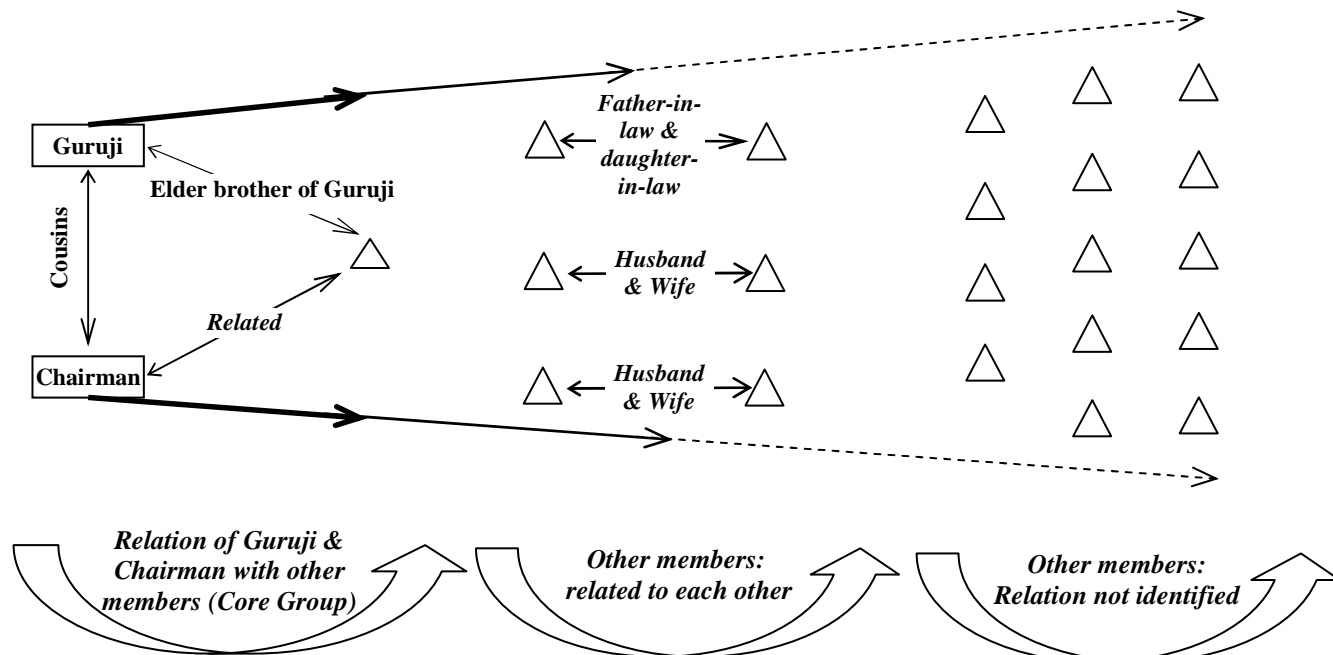 Father-in-
law &
daughter-
in-law
Guruji
Elder brother of Guruji
Cousins
Husband
& Wife
Related
Chairman
Husband
& Wife
Relation of Guruji &
Chairman with other
members (Core Group)
Other members:
related to each other
Other members:
Relation not identified